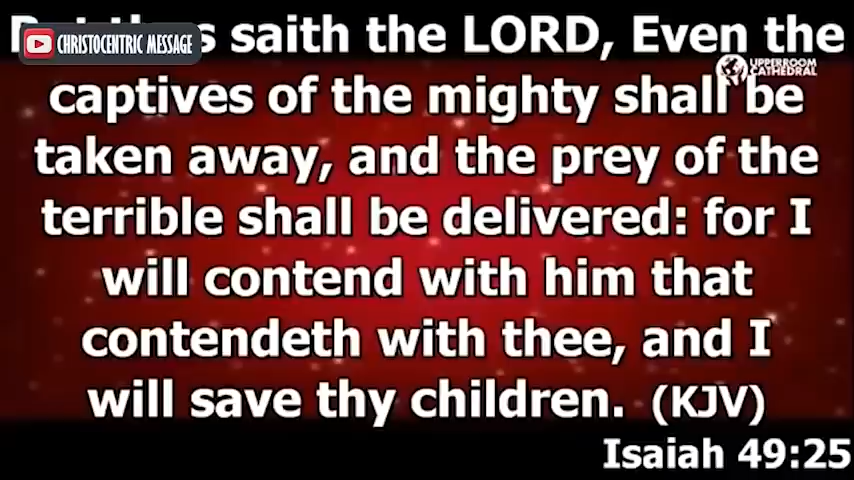 saith the LORD, Even the
CHRISTOCENTRIC MESSAGE
UPPERROOM
CATHEDRAL
captives of the mighty shall be
taken away, and the prey of the
terrible shall be delivered: for I
will contend with him that
contendeth with thee, and I
will save thy children. (KJV)
Isaiah 49:25